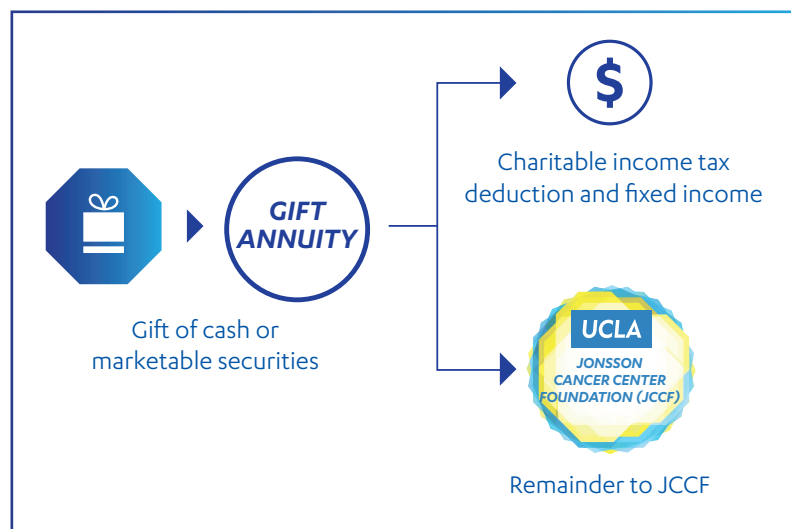 Gift of cash or
marketable securities
GIFT
ANNUITY
$
Charitable income tax
deduction and fixed income
UCLA
JONSSON
CANCER CENTER
FOUNDATION (JCCF)
Remainder to JCCF